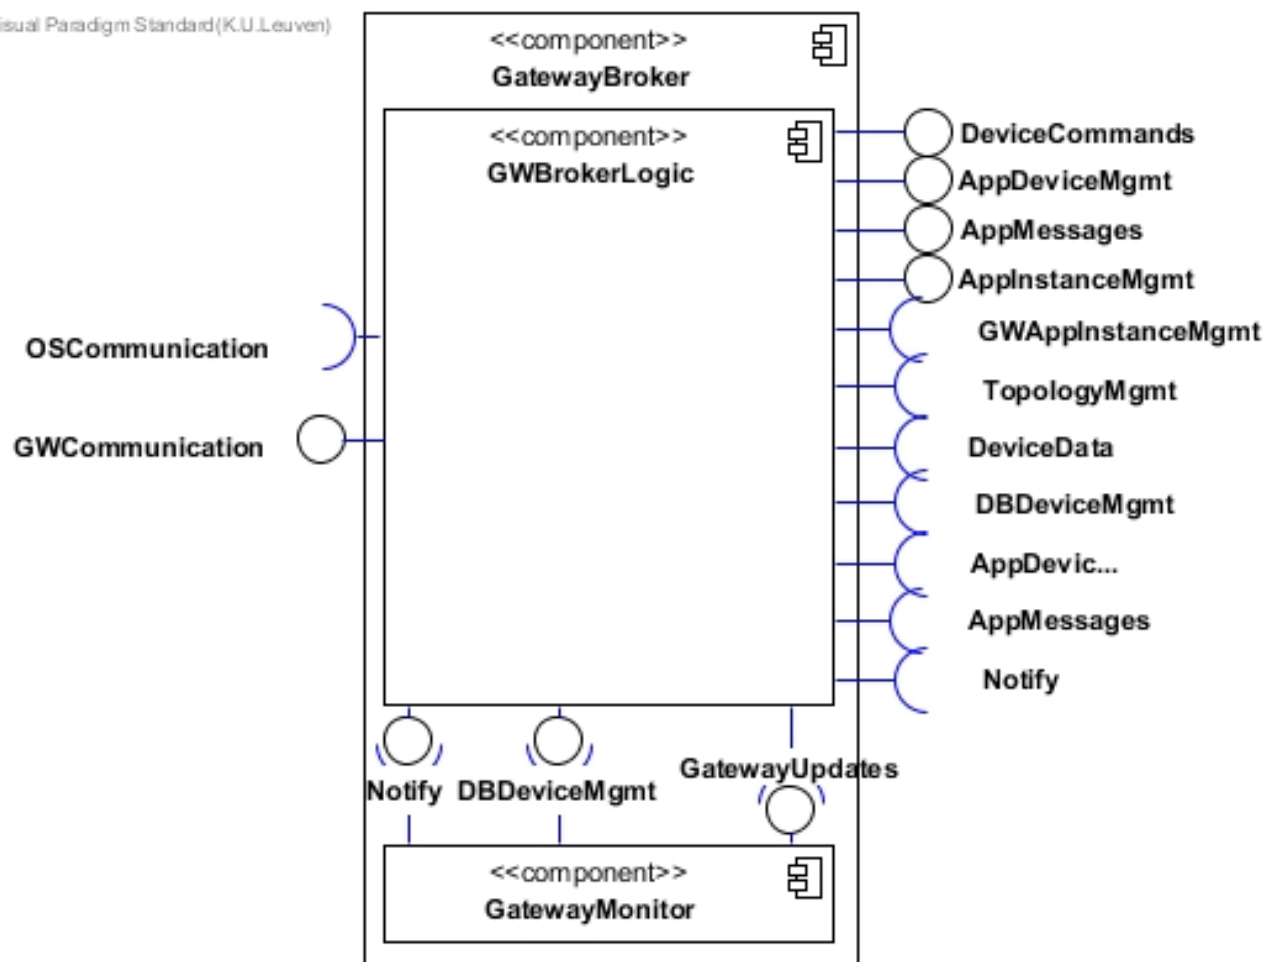 isual Paradigm Standard(K.U.Leuven)
<<component>>
GatewayBroker
<<component>>
GWBrokerLogic
DeviceCommands
AppDeviceMgmt
AppMessages
AppInstanceMgmt
GWAppInstanceMgmt
OSCommunication
TopologyMgmt
GWCommunication
DeviceData
DBDeviceMgmt
AppDevic...
AppMessages
Notify
GatewayUpdates
Notify
DBDeviceMgmt
<<component>>
GatewayMonitor